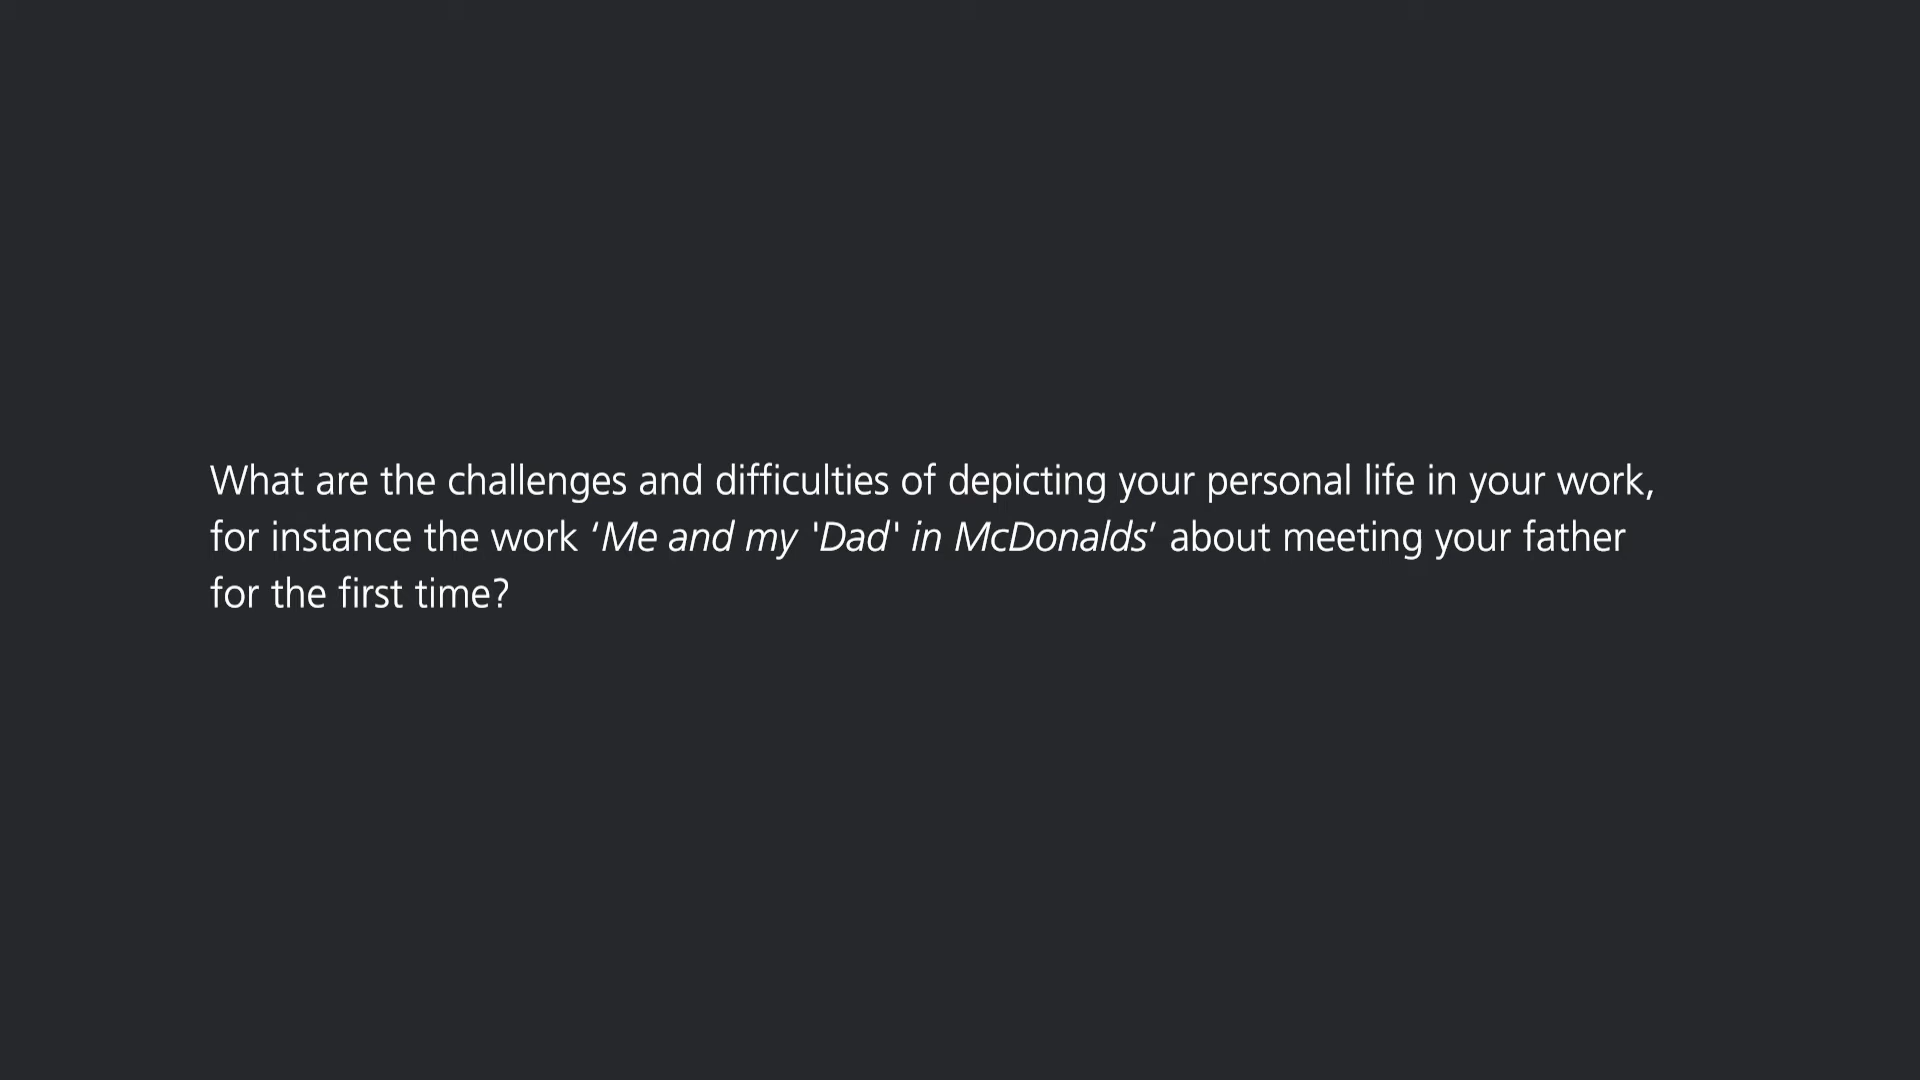 What are the challenges and difficulties of depicting your personal life in your work,
for instance the work ‘Me and my 'Dad' in McDonalds’ about meeting your father
for the first time?